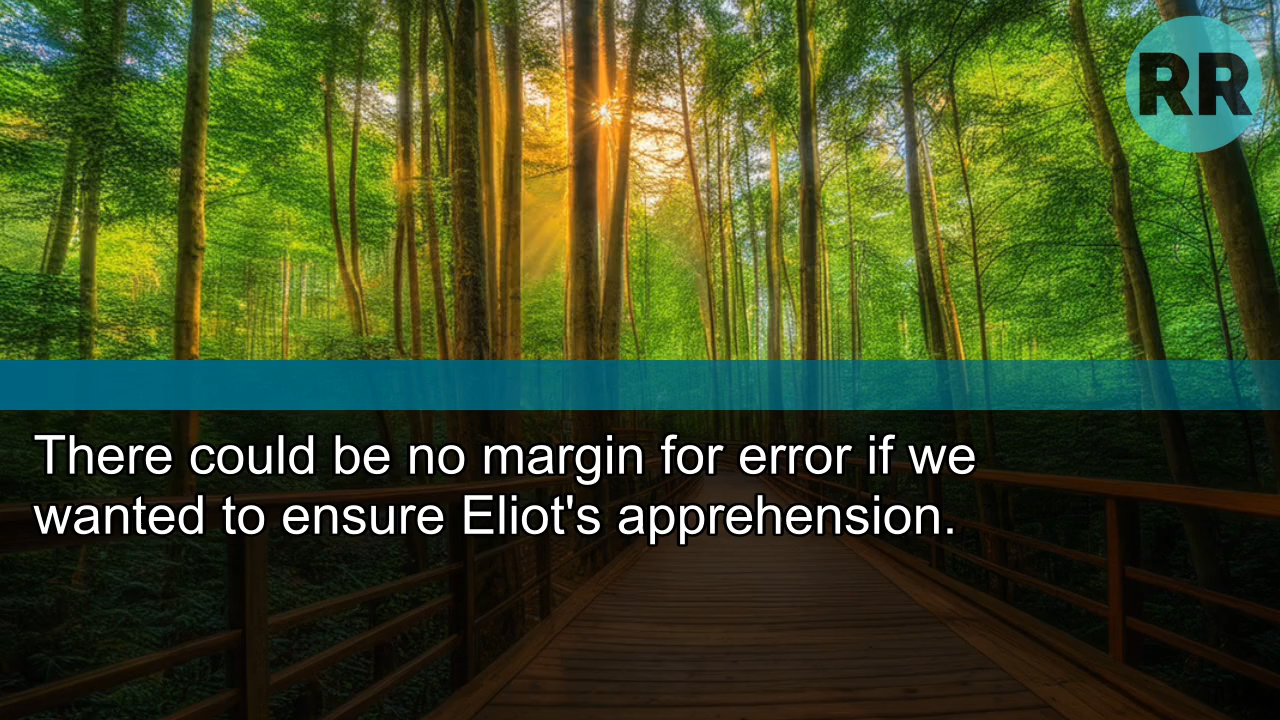 RR
There could be no margin for error if we
wanted to ensure Eliot's apprehension.